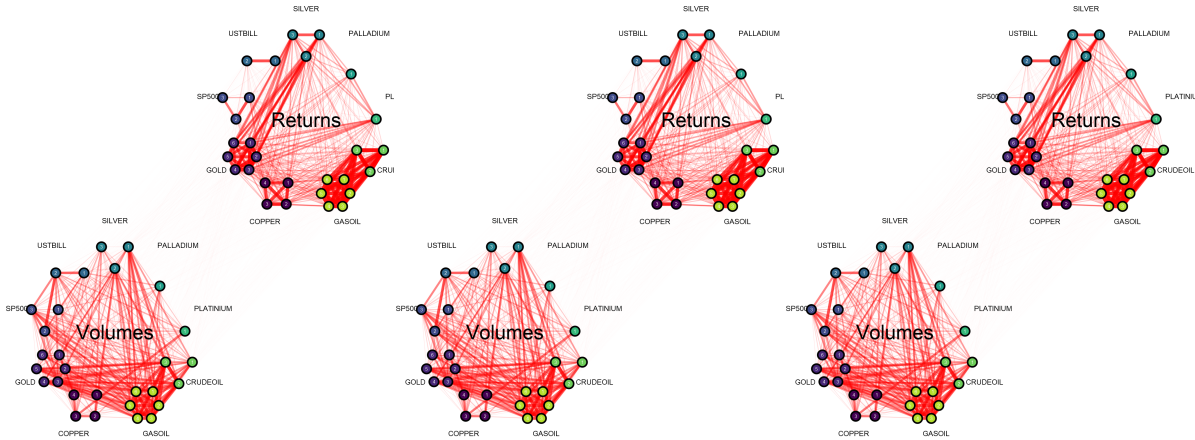 SILVER SILVER SILVER
USTBILL PALLADIUM USTBILL PALLADIUM USTBILL PALLADIUM
SP500 PL SP500 PL SP500 PLATINIUM
Returns Returns Returns
GOLD CRUI GOLD CRUI GOLD CRUDEOIL
COPPER GASOIL COPPER GASOIL COPPER GASOIL
SILVER SILVER SILVER
USTBILL PALLADIUM USTBILL PALLADIUM USTBILL PALLADIUM
SP500 PLATINIUM SP500 PLATINIUM SP500 PLATINIUM
Volumes Volumes Volumes
GOLD CRUDEOIL GOLD CRUDEOIL GOLD CRUDEOIL
COPPER GASOIL COPPER GASOIL COPPER GASOIL